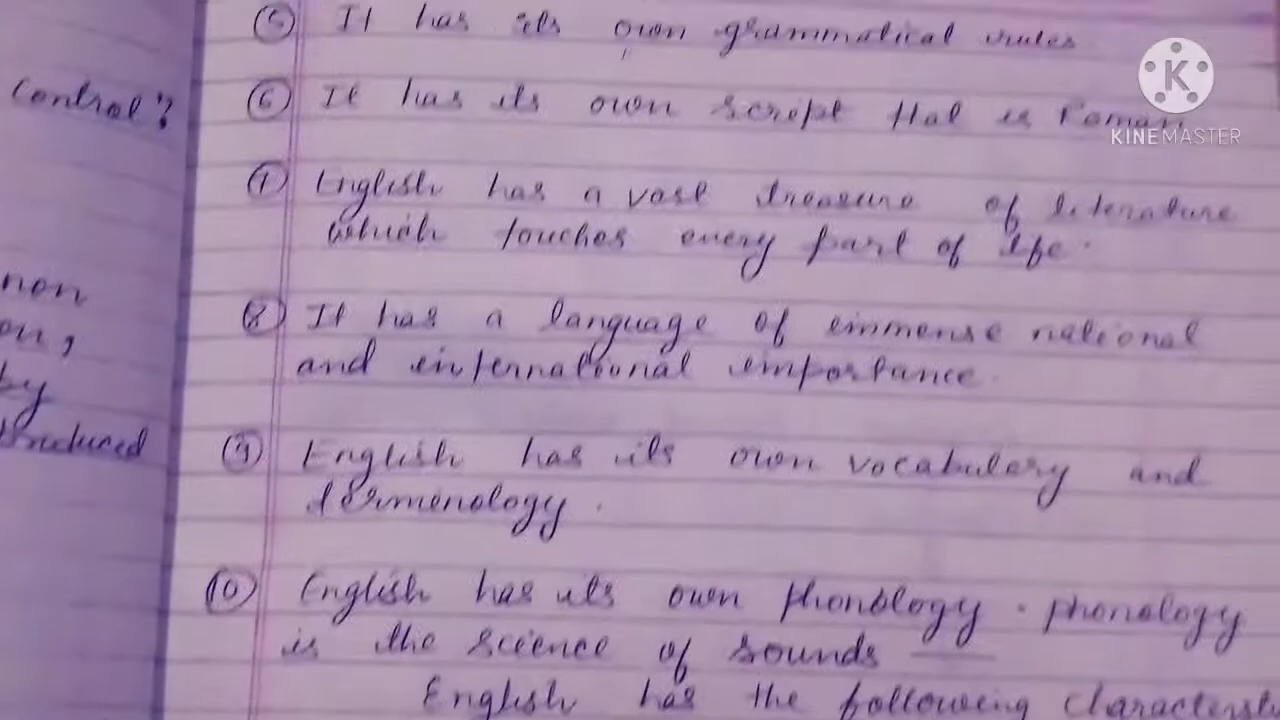 control?
non
on,
by
⑤ It has its own grammatical rules
⑥ It has its own script that is Roman
KINEMASTER
⑦ English has a vast treasure of literature
which touches every part of life.
⑧ It has a language of immense national
and international importance.
⑨ English has its own vocabulary and
terminology.
⑩ English has its own phonology. phonology
is the science of sounds
English has the following